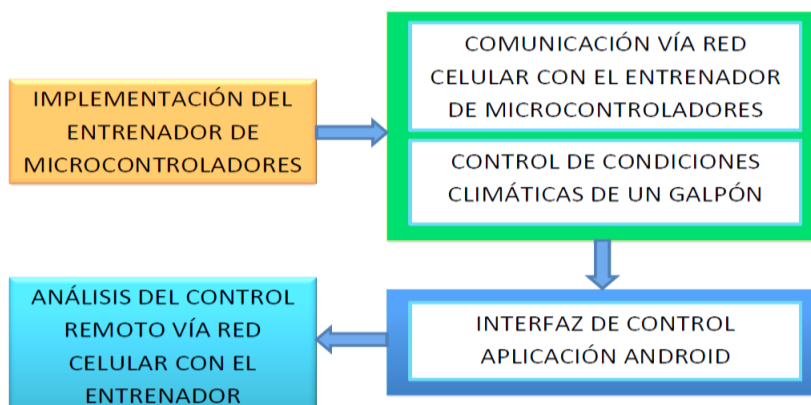 IMPLEMENTACIÓN DEL
ENTRENADOR DE
MICROCONTROLADORES
COMUNICACIÓN VÍA RED
CELULAR CON EL ENTRENADOR
DE MICROCONTROLADORES
CONTROL DE CONDICIONES
CLIMÁTICAS DE UN GALPÓN
INTERFAZ DE CONTROL
APLICACIÓN ANDROID
ANÁLISIS DEL CONTROL
REMOTO VÍA RED
CELULAR CON EL
ENTRENADOR